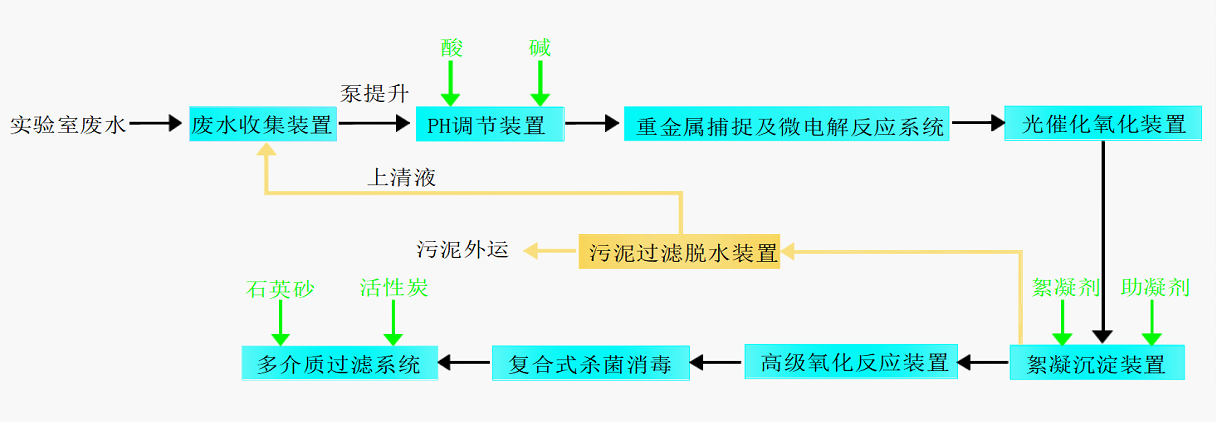 酸
碱
泵提升
实验室废水
废水收集装置
PH调节装置
重金属捕捉及微电解反应系统
光催化氧化装置
上清液
污泥外运
污泥过滤脱水装置
石英砂
活性炭
絮凝剂
助凝剂
多介质过滤系统
复合式杀菌消毒
高级氧化反应装置
絮凝沉淀装置